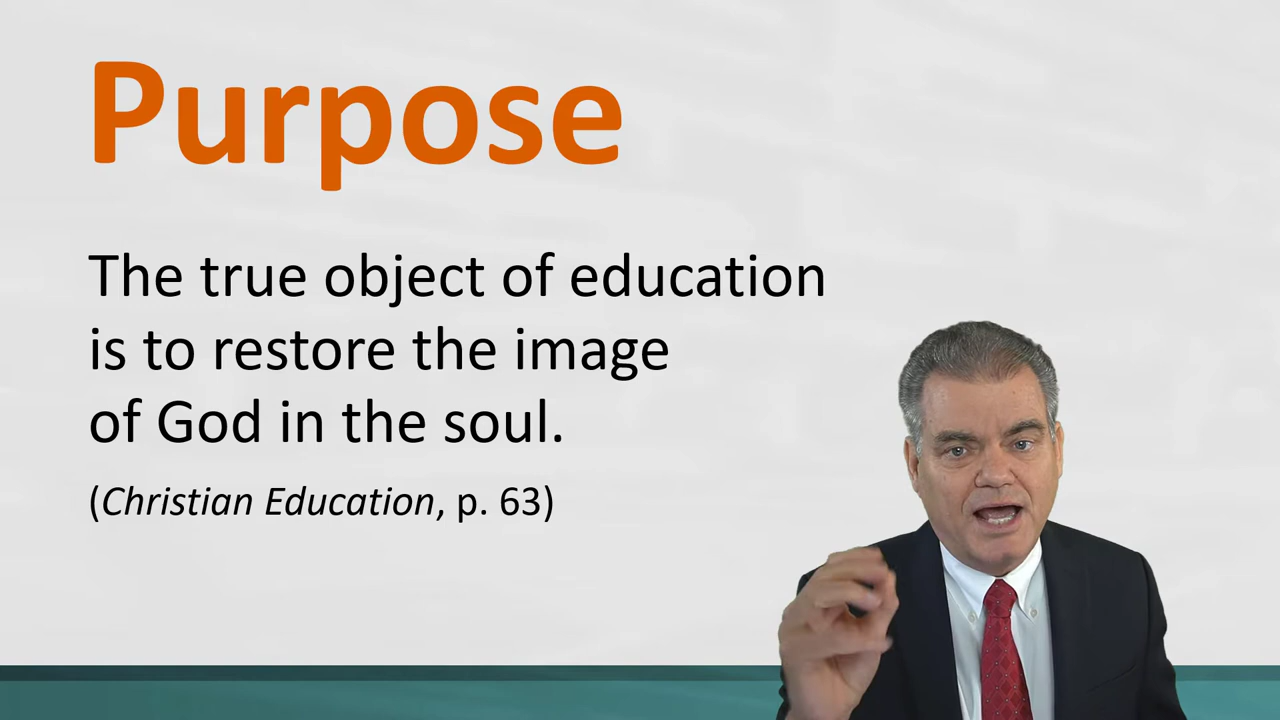 Purpose
The true object of education
is to restore the image
of God in the soul.
(Christian Education, p. 63)